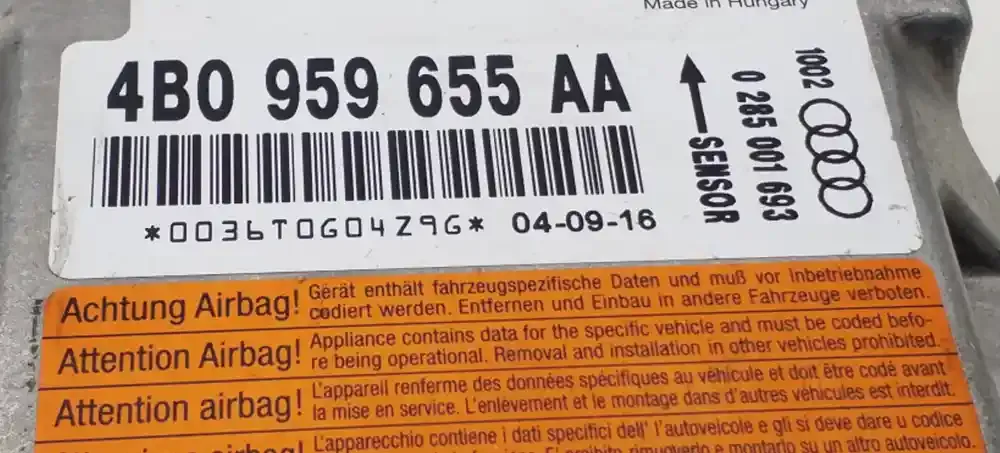 Made in Hungary
4B0 959 655 AA
*0036T0G04Z9G* 04-09-16
SENSOR
0 285 001 693
1002
Achtung Airbag! Gerät enthält fahrzeugspezifische Daten und muß vor Inbetriebnahme
codiert werden. Entfernen und Einbau in andere Fahrzeuge verboten.
Attention Airbag! Appliance contains data for the specific vehicle and must be coded befo-
re being operational. Removal and installation in other vehicles prohibited.
Attention airbag! L'appareil renferme des données spécifiques au véhicule et doit être codé avant
la mise en service. L'enlèvement et le montage dans d'autres véhicules est interdit.
L'apparecchio contiene i dati specifici dell' l'autoveicolo e gli si deve dare u codice
rimuoverlo e montarlo su un altro autoveicolo.